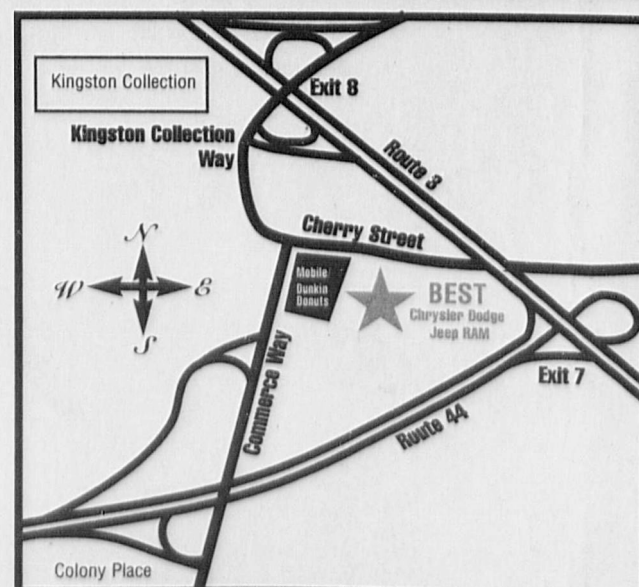 Kingston Collection
Exit 8
Kingston Collection
Way
Route 3
Cherry Street
N
W
E
S
Mobile
Dunkin
Donuts
BEST
Chrysler Dodge
Jeep RAM
Commerce Way
Exit 7
Route 44
Colony Place